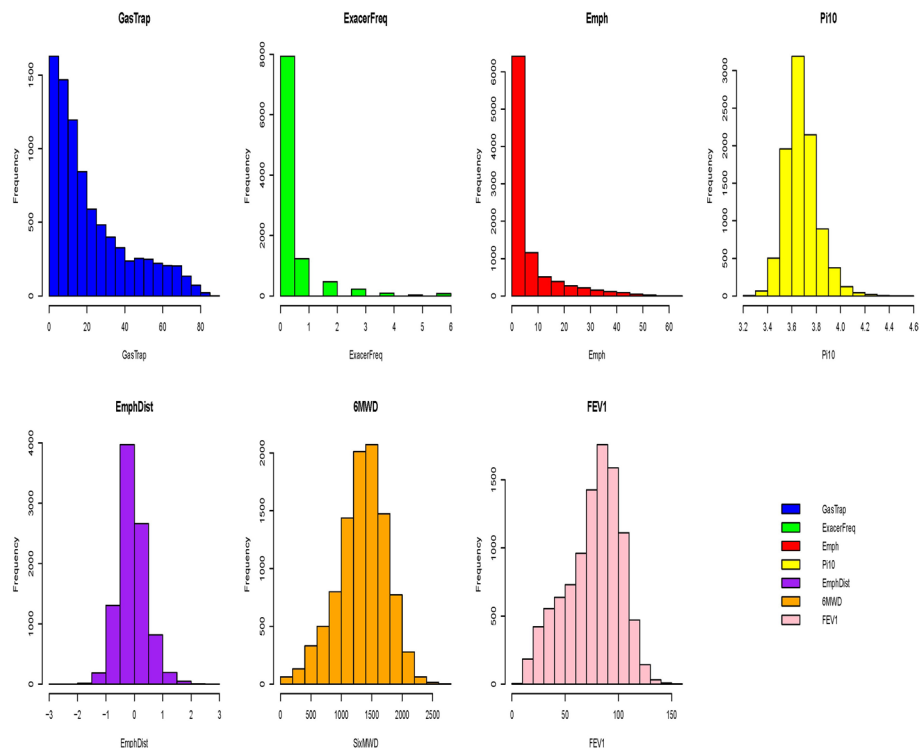 GasTrap
ExacerFreq
Emph
Pi10
Frequency
0 500 1000 1500
0 20 40 60 80
GasTrap
Frequency
0 2000 4000 6000 8000
0 1 2 3 4 5 6
ExacerFreq
Frequency
0 1000 2000 3000 4000 5000 6000
0 10 20 30 40 50 60
Emph
Frequency
0 500 1000 1500 2000 2500 3000
3.2 3.4 3.6 3.8 4.0 4.2 4.4 4.6
Pi10
EmphDist
6MWD
FEV1
Frequency
0 1000 2000 3000 4000
−3 −2 −1 0 1 2 3
EmphDist
Frequency
0 500 1000 1500 2000
0 500 1000 1500 2000 2500
SixMWD
Frequency
0 500 1000 1500
0 50 100 150
FEV1
GasTrap
ExacerFreq
Emph
Pi10
EmphDist
6MWD
FEV1